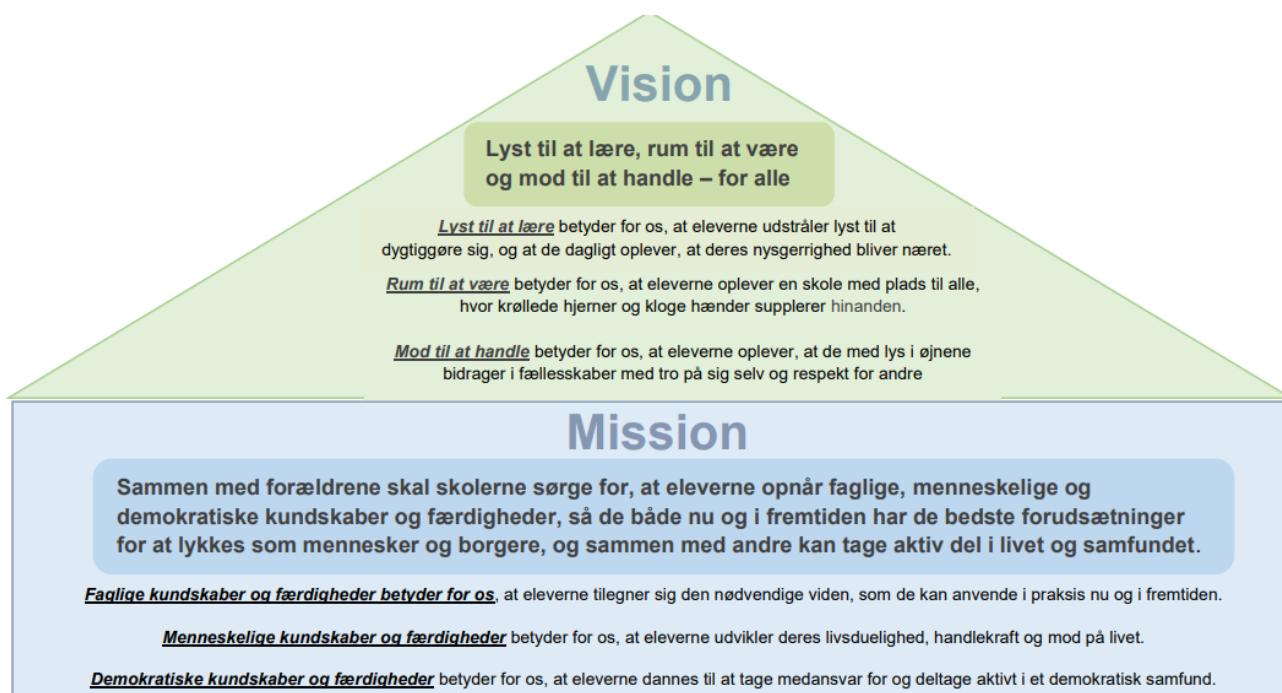 Vision
Lyst til at lære, rum til at være
og mod til at handle – for alle
Lyst til at lære betyder for os, at eleverne udstråler lyst til at
dygtiggøre sig, og at de dagligt oplever, at deres nysgerrighed bliver næret.
Rum til at være betyder for os, at eleverne oplever en skole med plads til alle,
hvor krøllede hjerner og kloge hænder supplerer hinanden.
Mod til at handle betyder for os, at eleverne oplever, at de med lys i øjnene
bidrager i fællesskaber med tro på sig selv og respekt for andre
Mission
Sammen med forældrene skal skolerne sørge for, at eleverne opnår faglige, menneskelige og
demokratiske kundskaber og færdigheder, så de både nu og i fremtiden har de bedste forudsætninger
for at lykkes som mennesker og borgere, og sammen med andre kan tage aktiv del i livet og samfundet.
Faglige kundskaber og færdigheder betyder for os, at eleverne tilegner sig den nødvendige viden, som de kan anvende i praksis nu og i fremtiden.
Menneskelige kundskaber og færdigheder betyder for os, at eleverne udvikler deres livsduelighed, handlekraft og mod på livet.
Demokratiske kundskaber og færdigheder betyder for os, at eleverne dannes til at tage medansvar for og deltage aktivt i et demokratisk samfund.